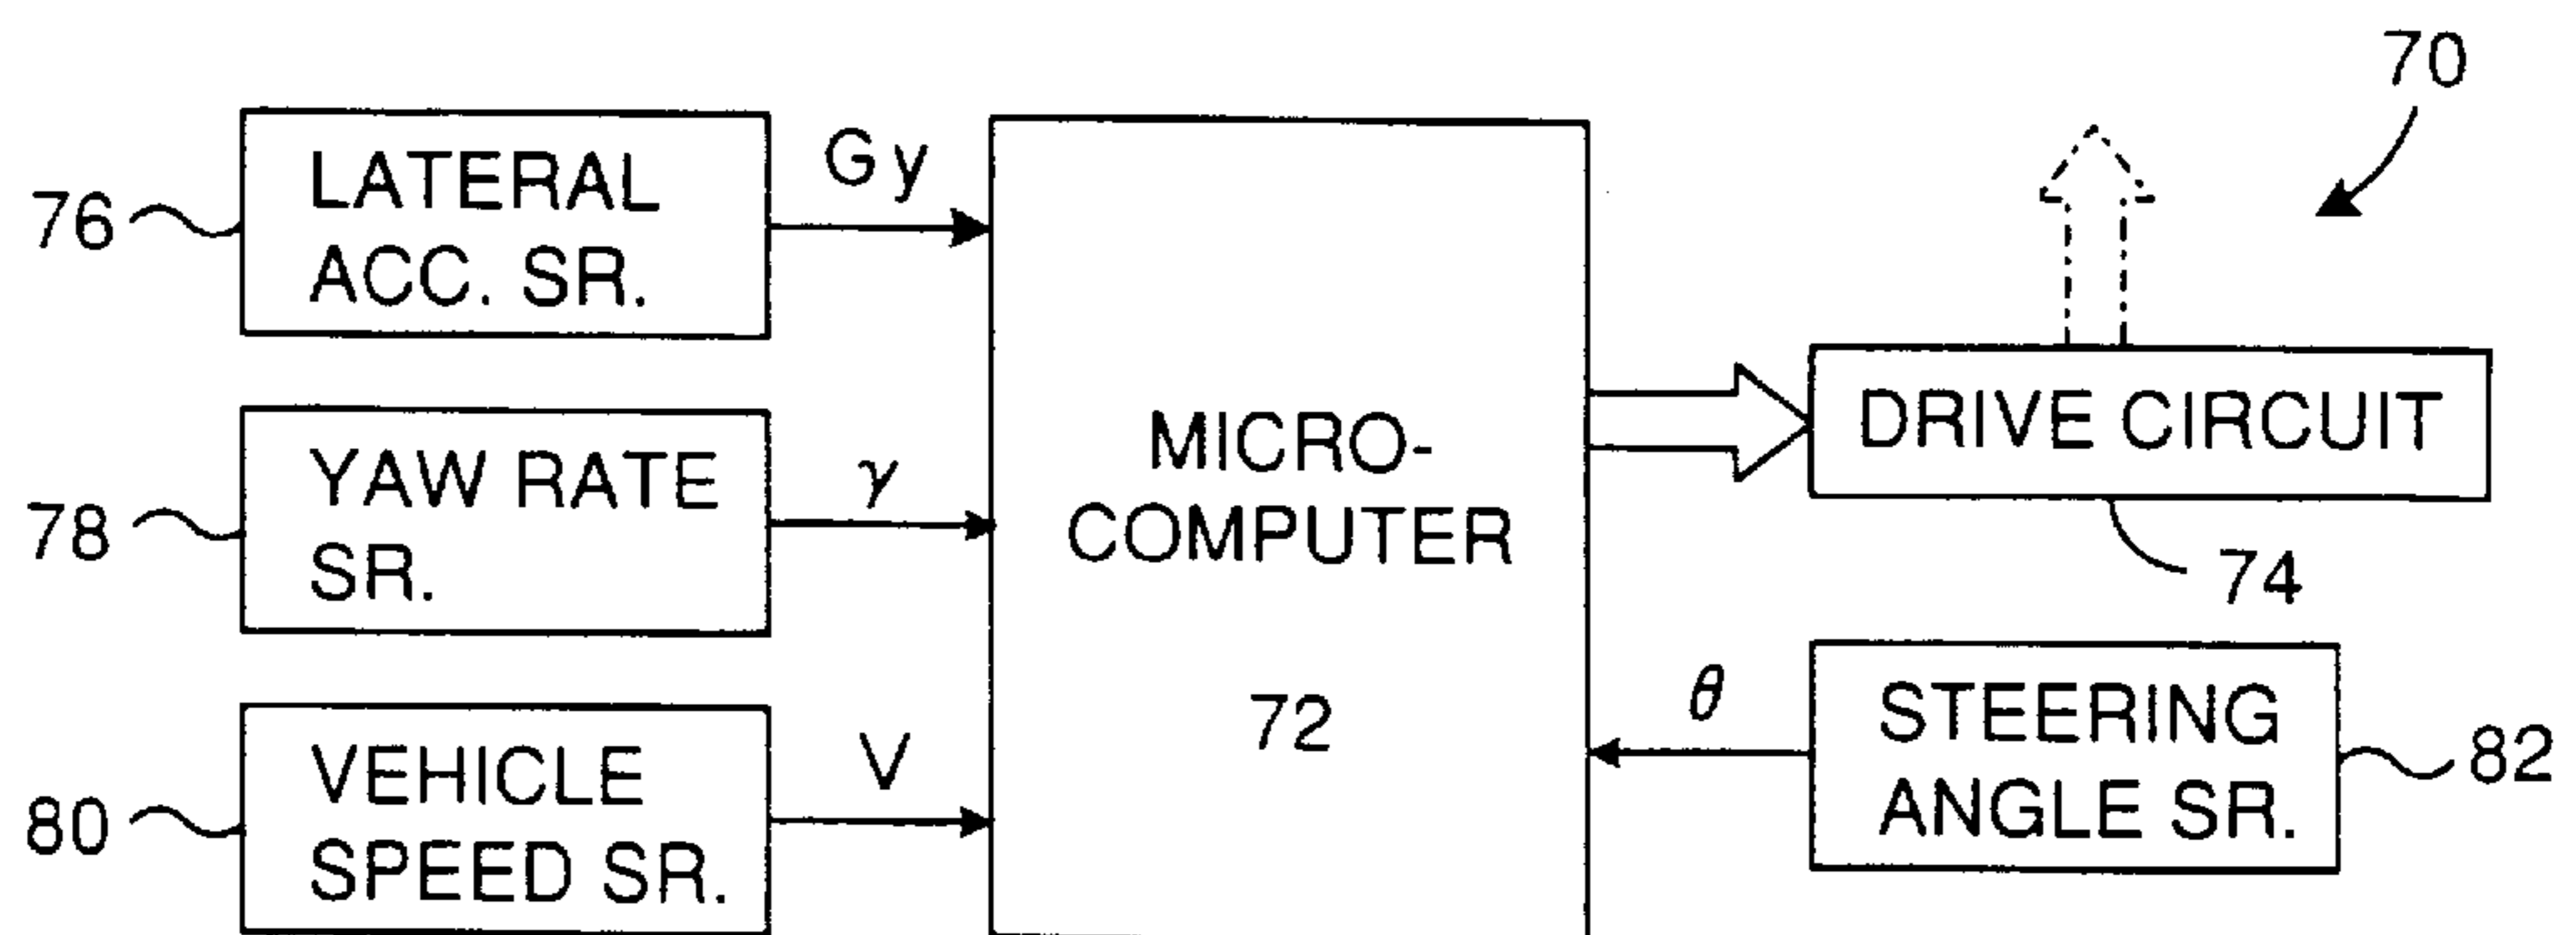 70
76
LATERAL
ACC. SR.
Gy
78
YAW RATE
SR.
γ
80
VEHICLE
SPEED SR.
V
MICRO-
COMPUTER
72
DRIVE CIRCUIT
74
θ
STEERING
ANGLE SR.
82